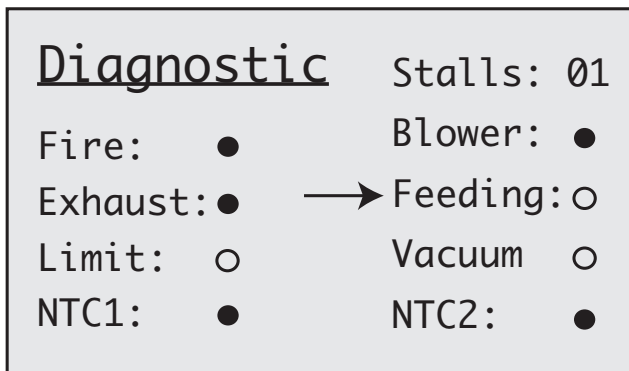 Diagnostic
Fire: ●
Exhaust: ●
Limit: ○
NTC1: ●
Stalls: 01
Blower: ●
→ Feeding: ○
Vacuum ○
NTC2: ●